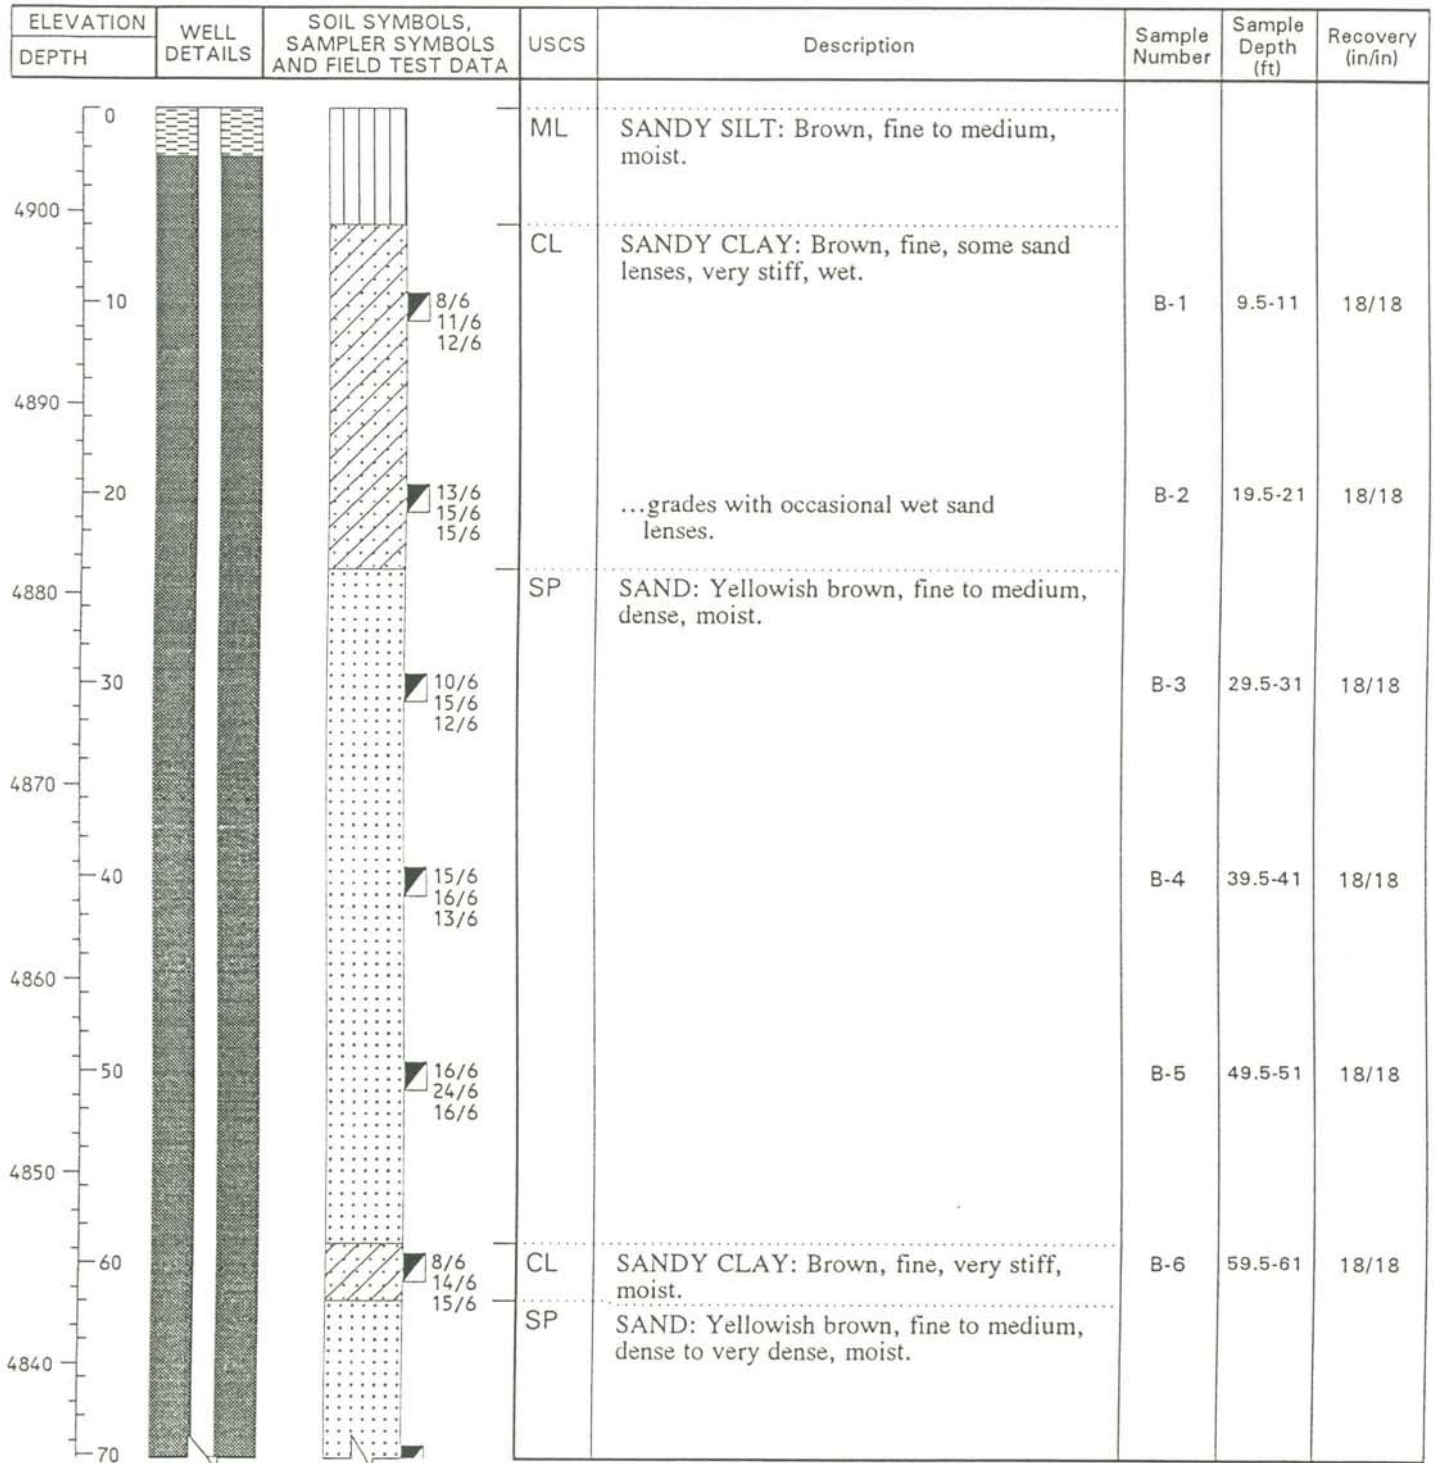 ELEVATION
DEPTH
WELL
DETAILS
SOIL SYMBOLS,
SAMPLER SYMBOLS
AND FIELD TEST DATA
USCS
Description
Sample
Number
Sample
Depth
(ft)
Recovery
(in/in)
0
ML SANDY SILT: Brown, fine to medium,
moist.
4900
CL SANDY CLAY: Brown, fine, some sand
lenses, very stiff, wet.
10 8/6 B-1 9.5-11 18/18
11/6
12/6
4890
20 13/6 ...grades with occasional wet sand B-2 19.5-21 18/18
15/6 lenses.
15/6
4880 SP SAND: Yellowish brown, fine to medium,
dense, moist.
30 10/6 B-3 29.5-31 18/18
15/6
12/6
4870
40 15/6 B-4 39.5-41 18/18
16/6
13/6
4860
50 16/6 B-5 49.5-51 18/18
24/6
16/6
4850
60 8/6 CL SANDY CLAY: Brown, fine, very stiff, B-6 59.5-61 18/18
14/6 moist.
15/6
SP SAND: Yellowish brown, fine to medium,
dense to very dense, moist.
4840
70